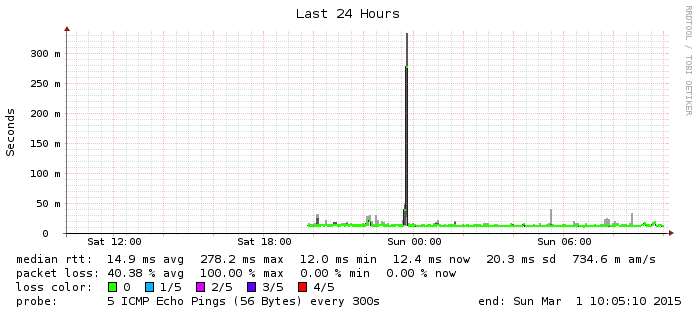 Last 24 Hours
RRDTOOL / TOBI OETIKER
Seconds
300 m
250 m
200 m
150 m
100 m
50 m
0
Sat 12:00 Sat 18:00 Sun 00:00 Sun 06:00
median rtt: 14.9 ms avg 278.2 ms max 12.0 ms min 12.4 ms now 20.3 ms sd 734.6 m am/s
packet loss: 40.38 % avg 100.00 % max 0.00 % min 0.00 % now
loss color: 0 1/5 2/5 3/5 4/5
probe: 5 ICMP Echo Pings (56 Bytes) every 300s end: Sun Mar 1 10:05:10 2015